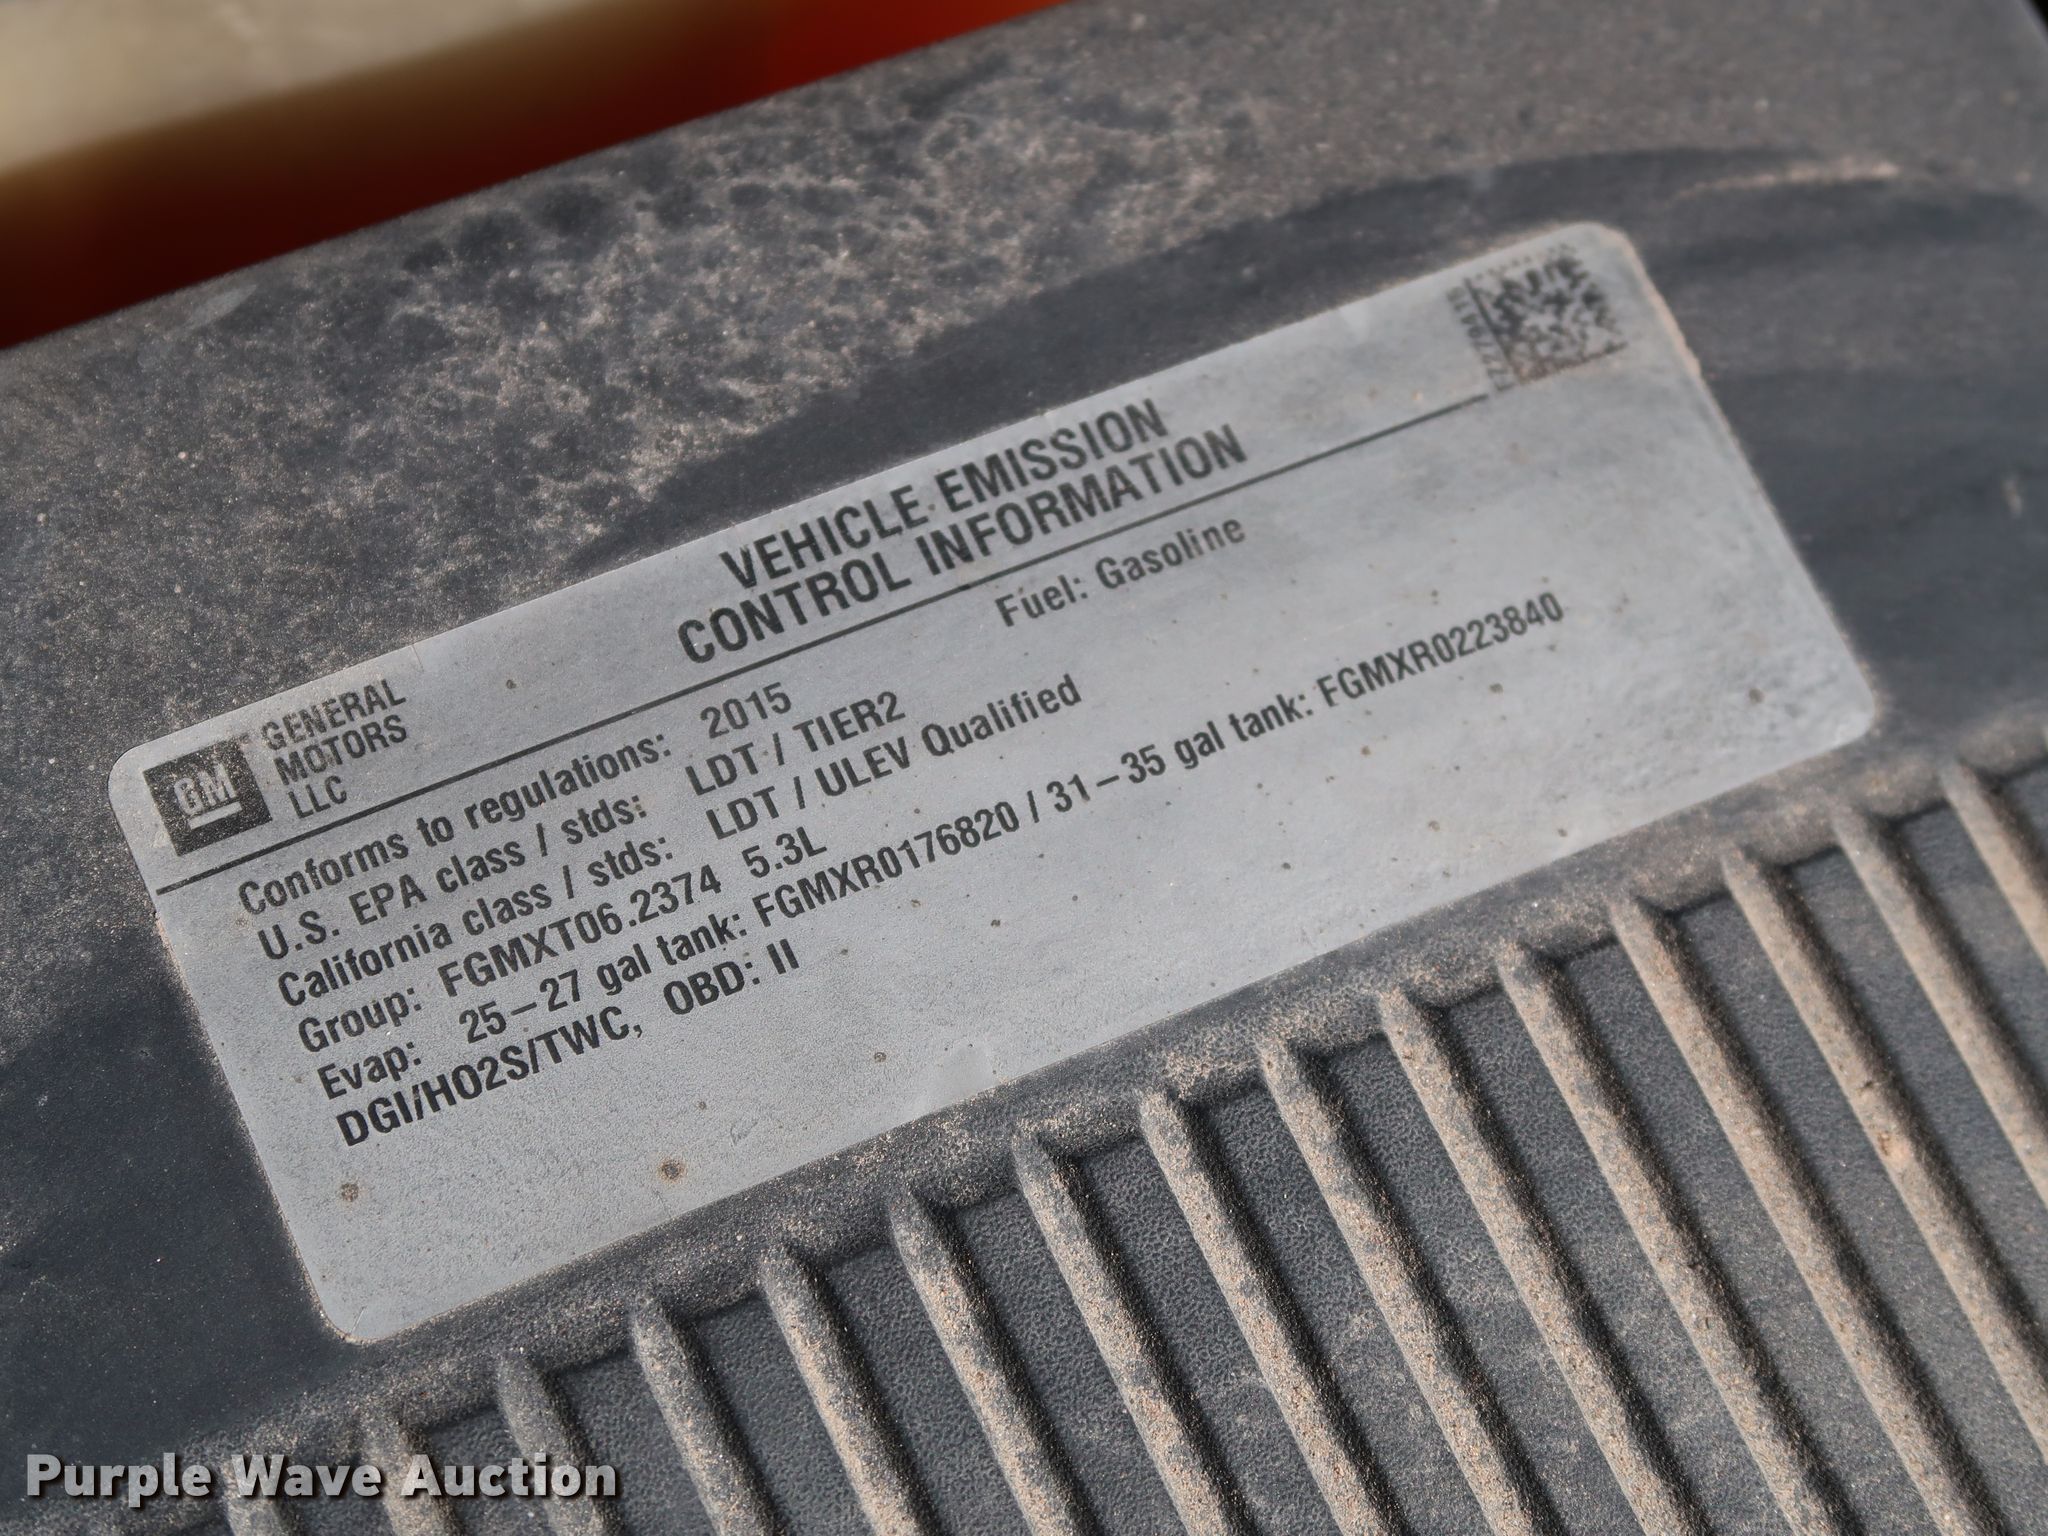 GM
GENERAL
MOTORS
LLC
VEHICLE EMISSION
CONTROL INFORMATION
Conforms to regulations: 2015 Fuel: Gasoline
U.S. EPA class / stds: LDT / TIER2
California class / stds: LDT / ULEV Qualified
Group: FGMXT06.2374 5.3L
Evap: 25-27 gal tank: FGMXR0176820 / 31-35 gal tank: FGMXR0223840
DGI/HO2S/TWC, OBD: II
Purple Wave Auction